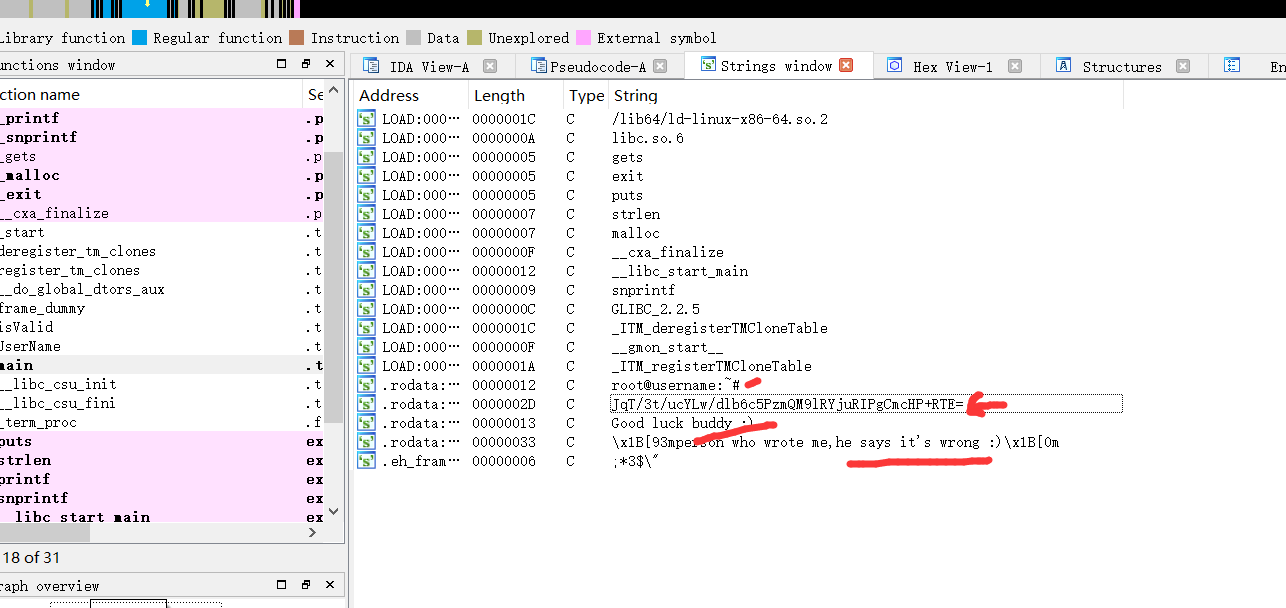 Library function Regular function Instruction Data Unexplored External symbol
unctions window
IDA View-A Pseudocode-A Strings window Hex View-1 Structures En
ction name Se
_printf .p
_snprintf .p
_gets .p
_malloc .p
_exit .p
__cxa_finalize .p
_start .t
deregister_tm_clones .t
register_tm_clones .t
__do_global_dtors_aux .t
frame_dummy .t
isValid .t
UserName .t
main .t
__libc_csu_init .t
__libc_csu_fini .t
_term_proc .f
puts ex
strlen ex
printf ex
snprintf ex
__libc_start_main ex
18 of 31
raph overview
Address Length Type String
LOAD:000… 0000001C C /lib64/ld-linux-x86-64.so.2
LOAD:000… 0000000A C libc.so.6
LOAD:000… 00000005 C gets
LOAD:000… 00000005 C exit
LOAD:000… 00000005 C puts
LOAD:000… 00000007 C strlen
LOAD:000… 00000007 C malloc
LOAD:000… 0000000F C __cxa_finalize
LOAD:000… 00000012 C __libc_start_main
LOAD:000… 00000009 C snprintf
LOAD:000… 0000000C C GLIBC_2.2.5
LOAD:000… 0000001C C _ITM_deregisterTMCloneTable
LOAD:000… 0000000F C __gmon_start__
LOAD:000… 0000001A C _ITM_registerTMCloneTable
.rodata:… 00000012 C root@username:~#
.rodata:… 0000002D C JqT/3t/ucYLw/dlb6c5PzmQM9lRYjuRIPgCmcHP+RTE=
.rodata:… 00000013 C Good luck buddy :)
.rodata:… 00000033 C \x1B[93mperson who wrote me,he says it's wrong :)\x1B[0m
.eh_fram… 00000006 C ;*3$\"